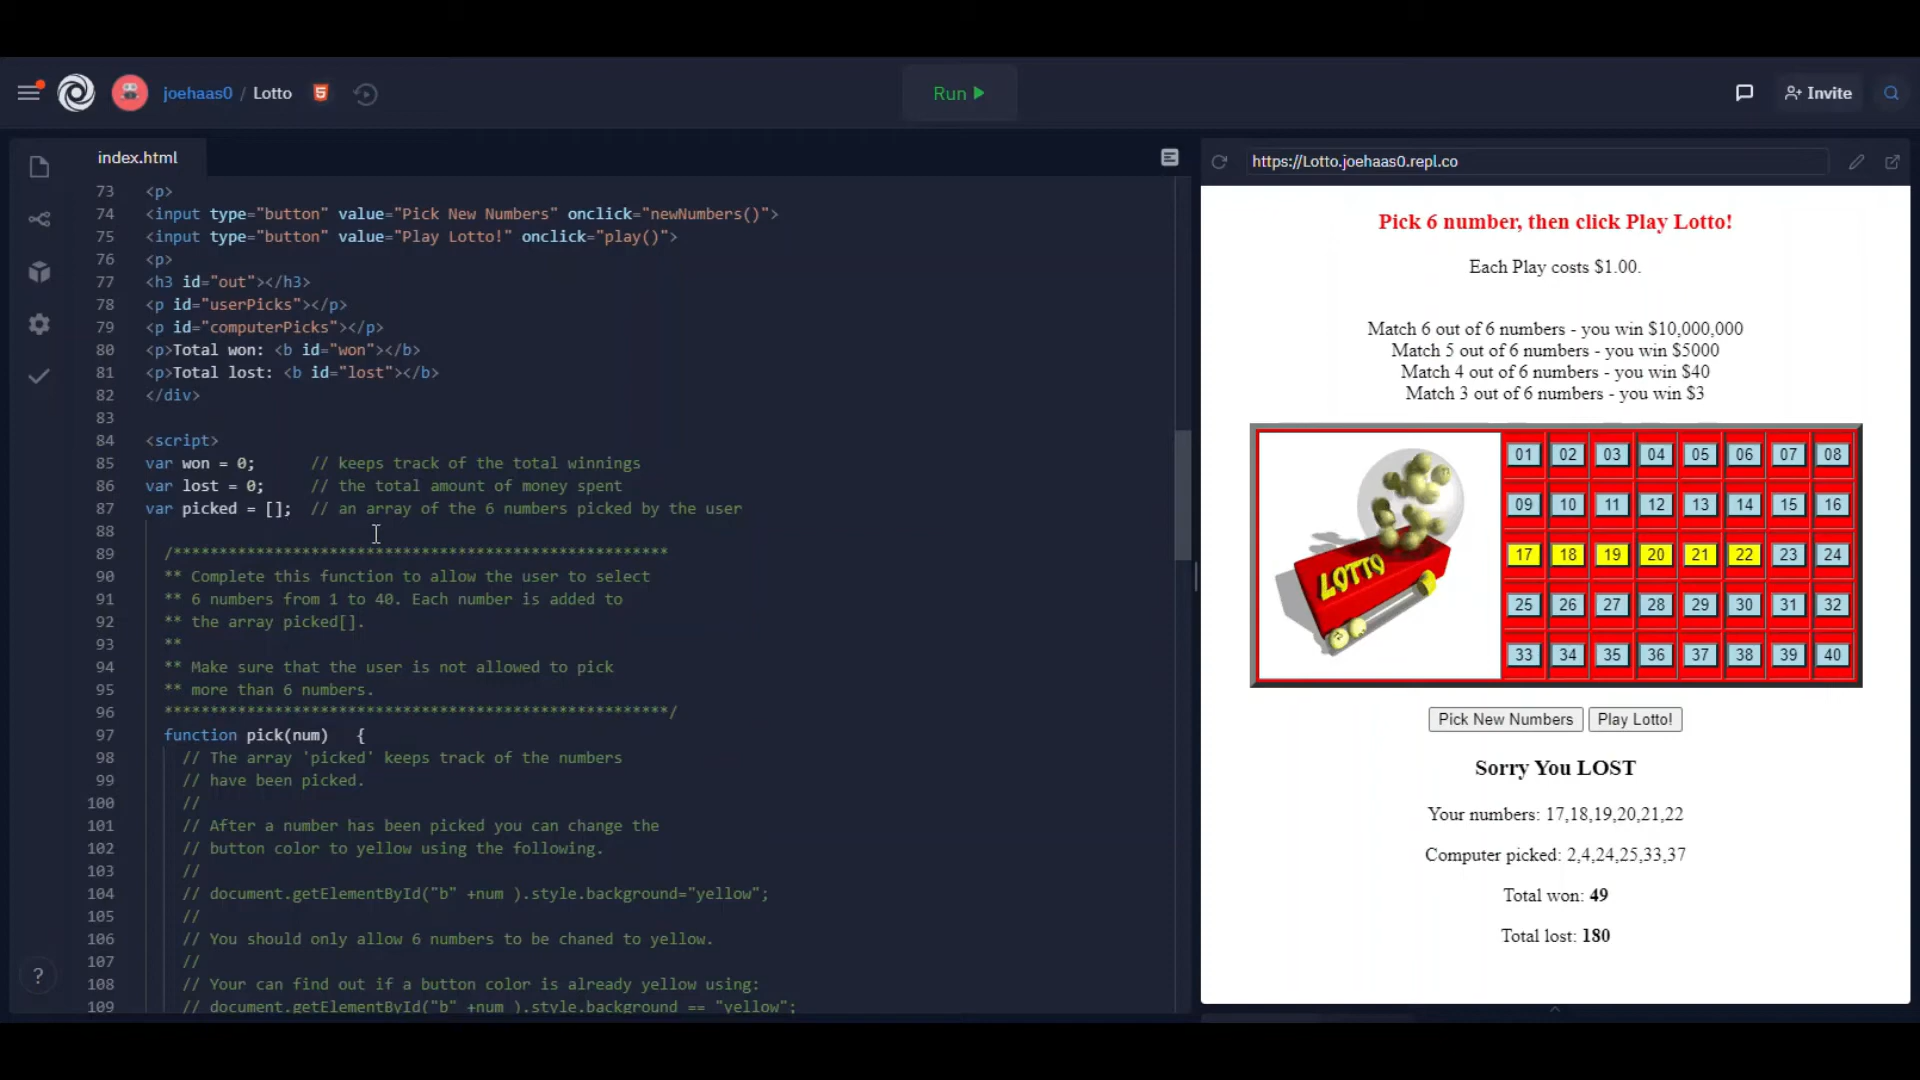 joehaas0 / Lotto
5
Run
Invite
index.html
73 <p>
74 <input type="button" value="Pick New Numbers" onclick="newNumbers()">
75 <input type="button" value="Play Lotto!" onclick="play()">
76 <p>
77 <h3 id="out"></h3>
78 <p id="userPicks"></p>
79 <p id="computerPicks"></p>
80 <p>Total won: <b id="won"></b>
81 <p>Total lost: <b id="lost"></b>
82 </div>
83
84 <script>
85 var won = 0; // keeps track of the total winnings
86 var lost = 0; // the total amount of money spent
87 var picked = []; // an array of the 6 numbers picked by the user
88
89 /******************************************************
90 ** Complete this function to allow the user to select
91 ** 6 numbers from 1 to 40. Each number is added to
92 ** the array picked[].
93 **
94 ** Make sure that the user is not allowed to pick
95 ** more than 6 numbers.
96 *******************************************************/
97 function pick(num) {
98 // The array 'picked' keeps track of the numbers
99 // have been picked.
100 //
101 // After a number has been picked you can change the
102 // button color to yellow using the following.
103 //
104 // document.getElementById("b" +num ).style.background="yellow";
105 //
106 // You should only allow 6 numbers to be chaned to yellow.
107 //
108 // Your can find out if a button color is already yellow using:
109 // document.getElementById("b" +num ).style.background == "yellow";
?
https://Lotto.joehaas0.repl.co
Pick 6 number, then click Play Lotto!
Each Play costs $1.00.
Match 6 out of 6 numbers - you win $10,000,000
Match 5 out of 6 numbers - you win $5000
Match 4 out of 6 numbers - you win $40
Match 3 out of 6 numbers - you win $3
LOTTO
01 02 03 04 05 06 07 08
09 10 11 12 13 14 15 16
17 18 19 20 21 22 23 24
25 26 27 28 29 30 31 32
33 34 35 36 37 38 39 40
Pick New Numbers Play Lotto!
Sorry You LOST
Your numbers: 17,18,19,20,21,22
Computer picked: 2,4,24,25,33,37
Total won: 49
Total lost: 180